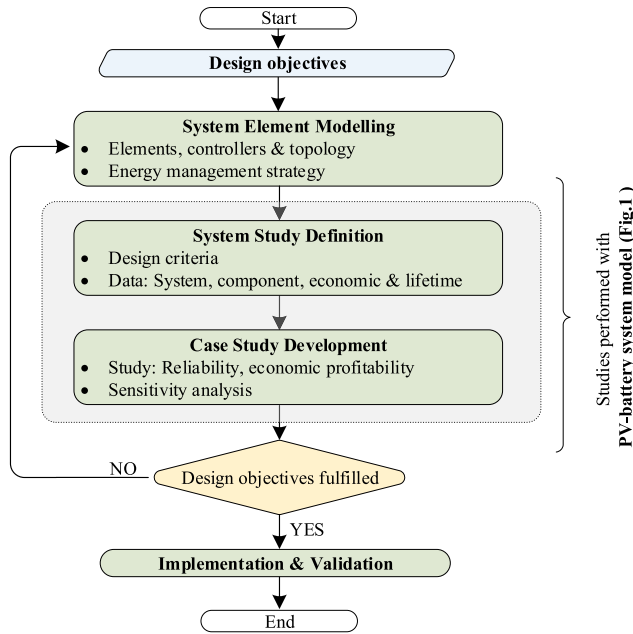 Start
Design objectives
System Element Modelling
• Elements, controllers & topology
• Energy management strategy
System Study Definition
• Design criteria
• Data: System, component, economic & lifetime
Case Study Development
• Study: Reliability, economic profitability
• Sensitivity analysis
Design objectives fulfilled
NO
YES
Implementation & Validation
End
Studies performed with
PV-battery system model (Fig.1 )